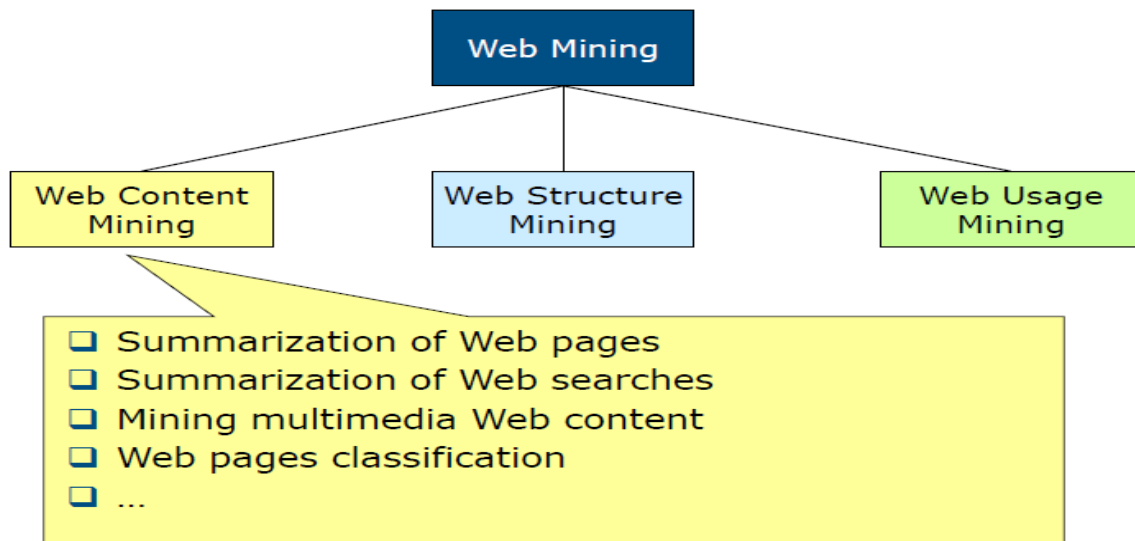 Web Mining
Web Content
Mining
Web Structure
Mining
Web Usage
Mining
❑ Summarization of Web pages
❑ Summarization of Web searches
❑ Mining multimedia Web content
❑ Web pages classification
❑ ...